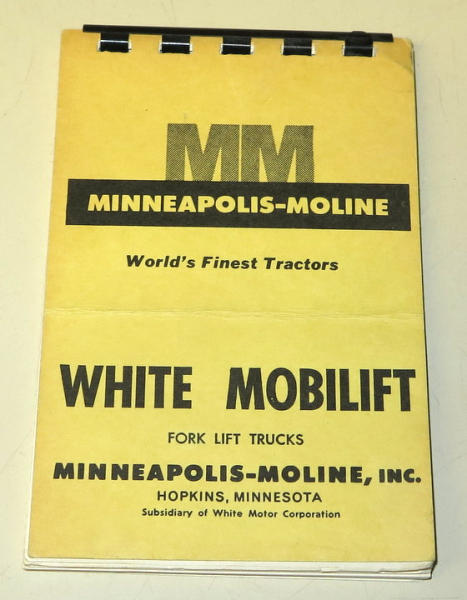 MM
MINNEAPOLIS-MOLINE
World's Finest Tractors
WHITE MOBILIFT
FORK LIFT TRUCKS
MINNEAPOLIS-MOLINE, INC.
HOPKINS, MINNESOTA
Subsidiary of White Motor Corporation